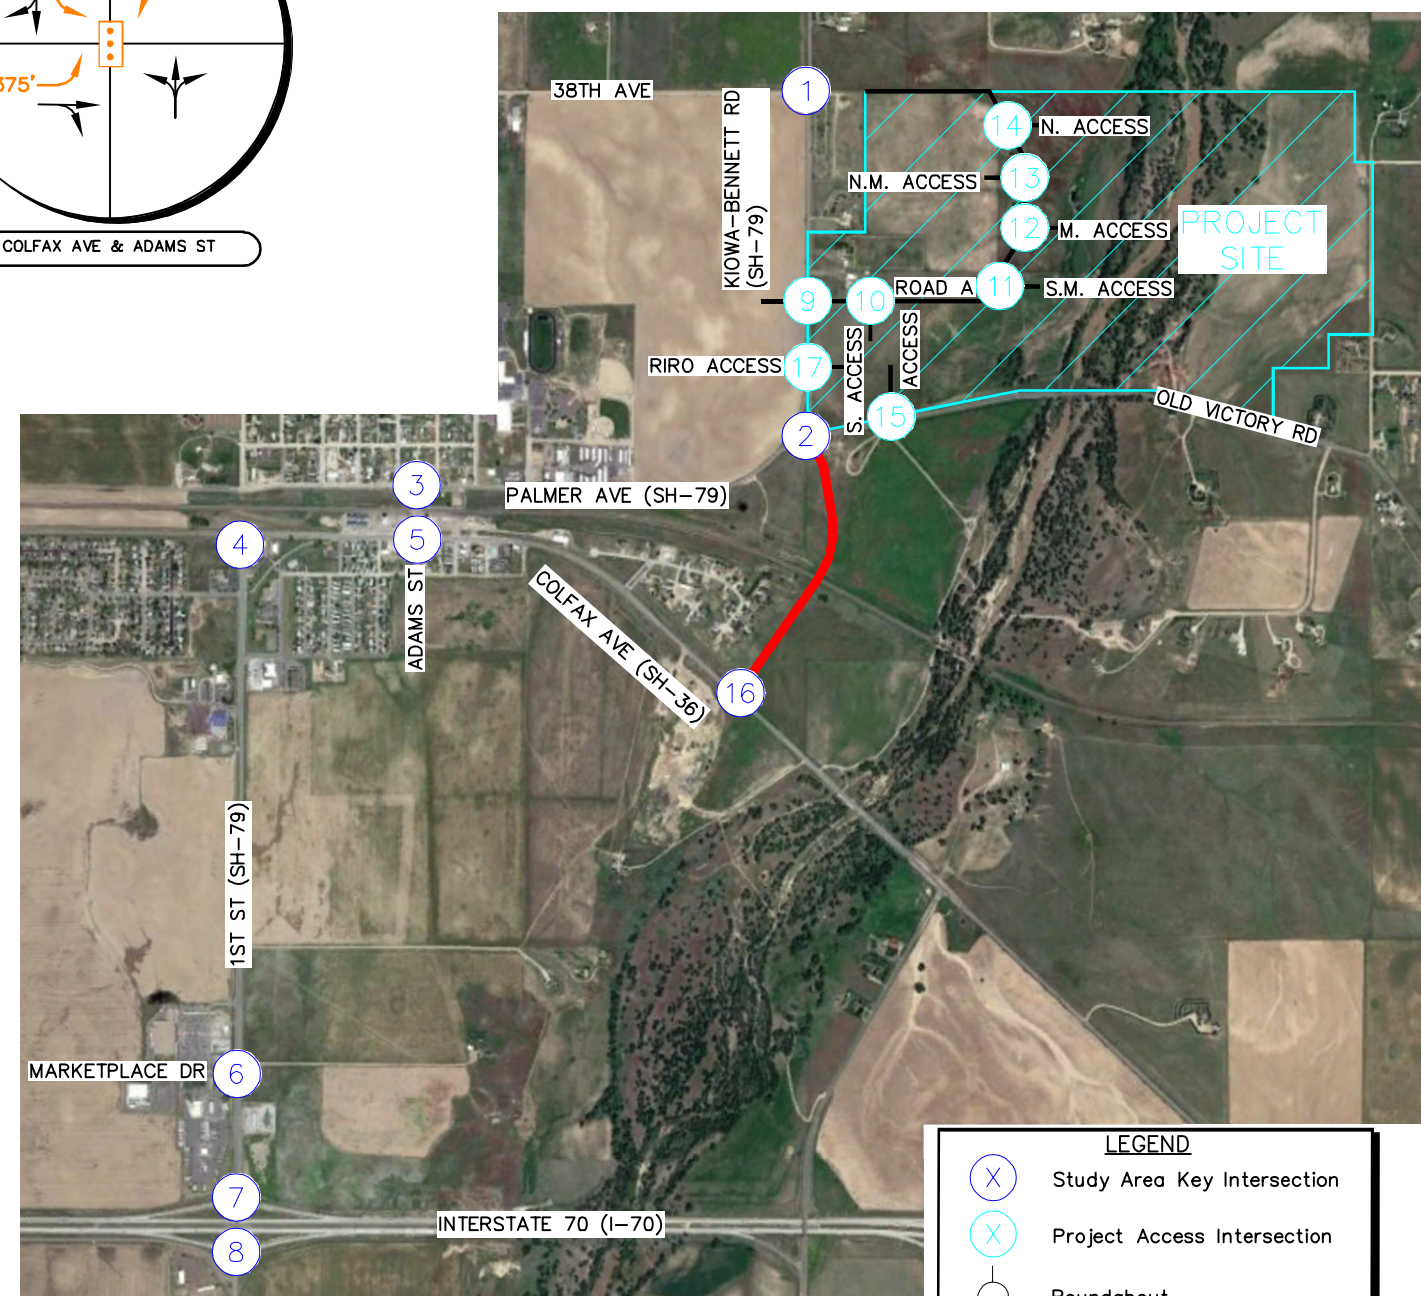 375'
COLFAX AVE & ADAMS ST
38TH AVE
1
KIOWA-BENNETT RD
(SH-79)
14
N. ACCESS
N.M. ACCESS
13
12
M. ACCESS
PROJECT
SITE
9
10
ROAD A
11
S.M. ACCESS
RIRO ACCESS
17
S. ACCESS
ACCESS
15
2
OLD VICTORY RD
3
PALMER AVE (SH-79)
4
5
ADAMS ST
COLFAX AVE (SH-36)
16
1ST ST (SH-79)
MARKETPLACE DR
6
7
INTERSTATE 70 (I-70)
8
LEGEND
X Study Area Key Intersection
X Project Access Intersection
Roundabout